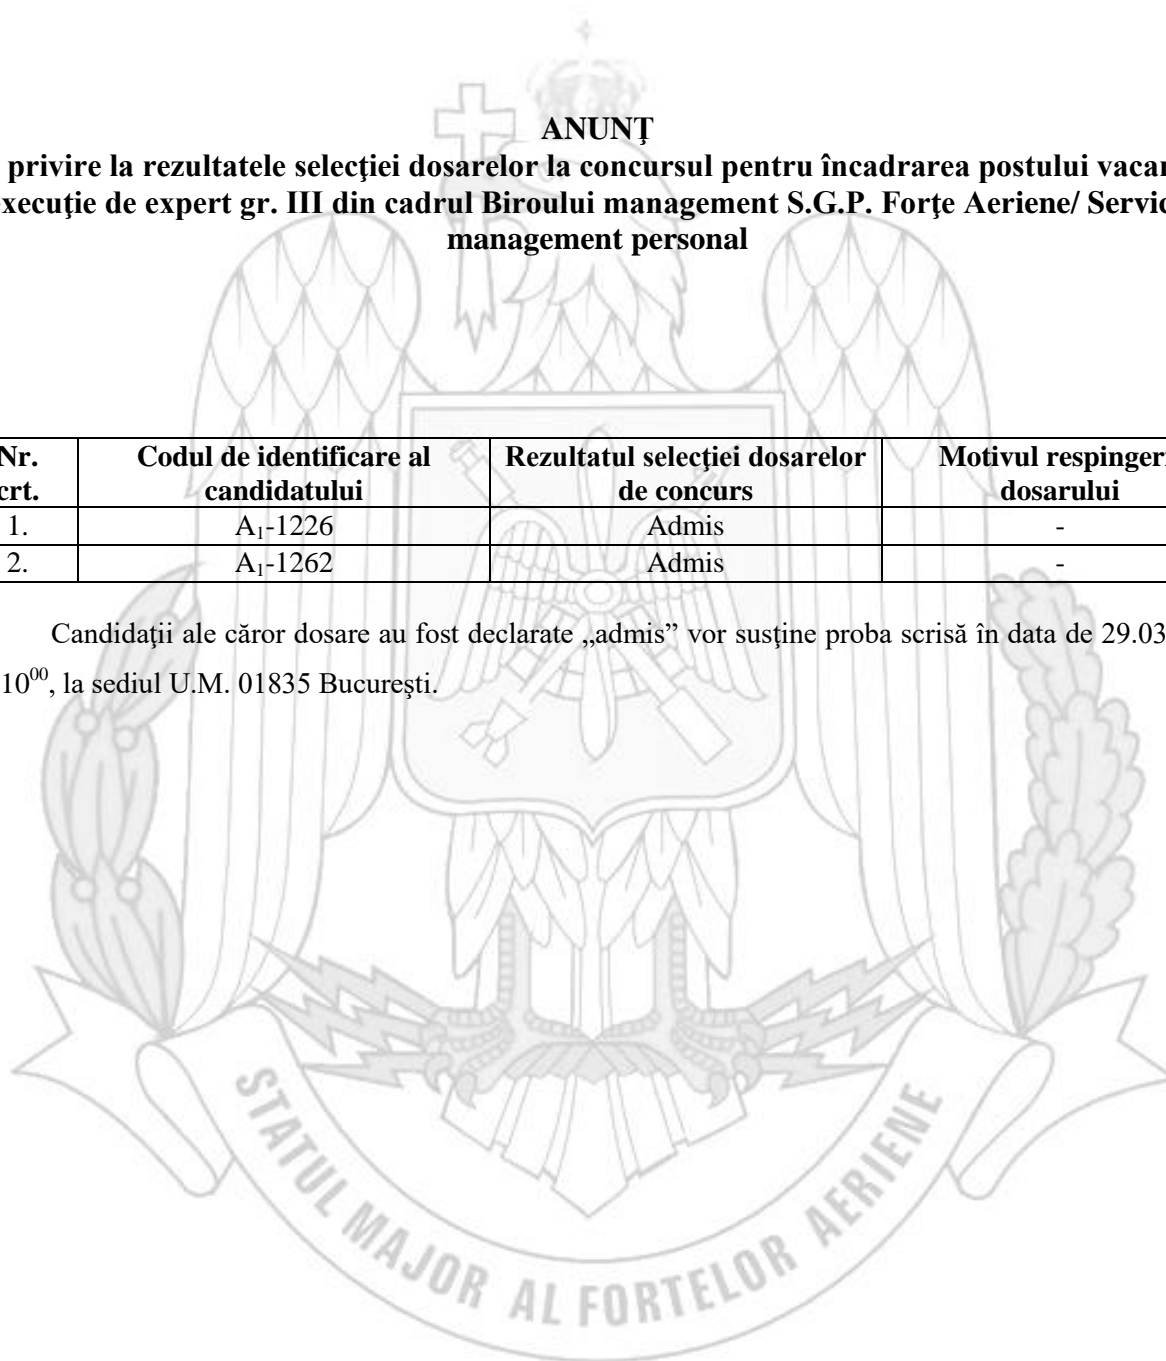 ANUNŢ
privire la rezultatele selecţiei dosarelor la concursul pentru încadrarea postului vacan
execuţie de expert gr. III din cadrul Biroului management S.G.P. Forţe Aeriene/ Servic
management personal
Nr. crt. Codul de identificare al candidatului Rezultatul selecţiei dosarelor de concurs Motivul respingeri dosarului
1. A₁-1226 Admis -
2. A₁-1262 Admis -
Candidaţii ale căror dosare au fost declarate „admis” vor susţine proba scrisă în data de 29.03
10⁰⁰, la sediul U.M. 01835 Bucureşti.
STATUL MAJOR AL FORTELOR AERIENE